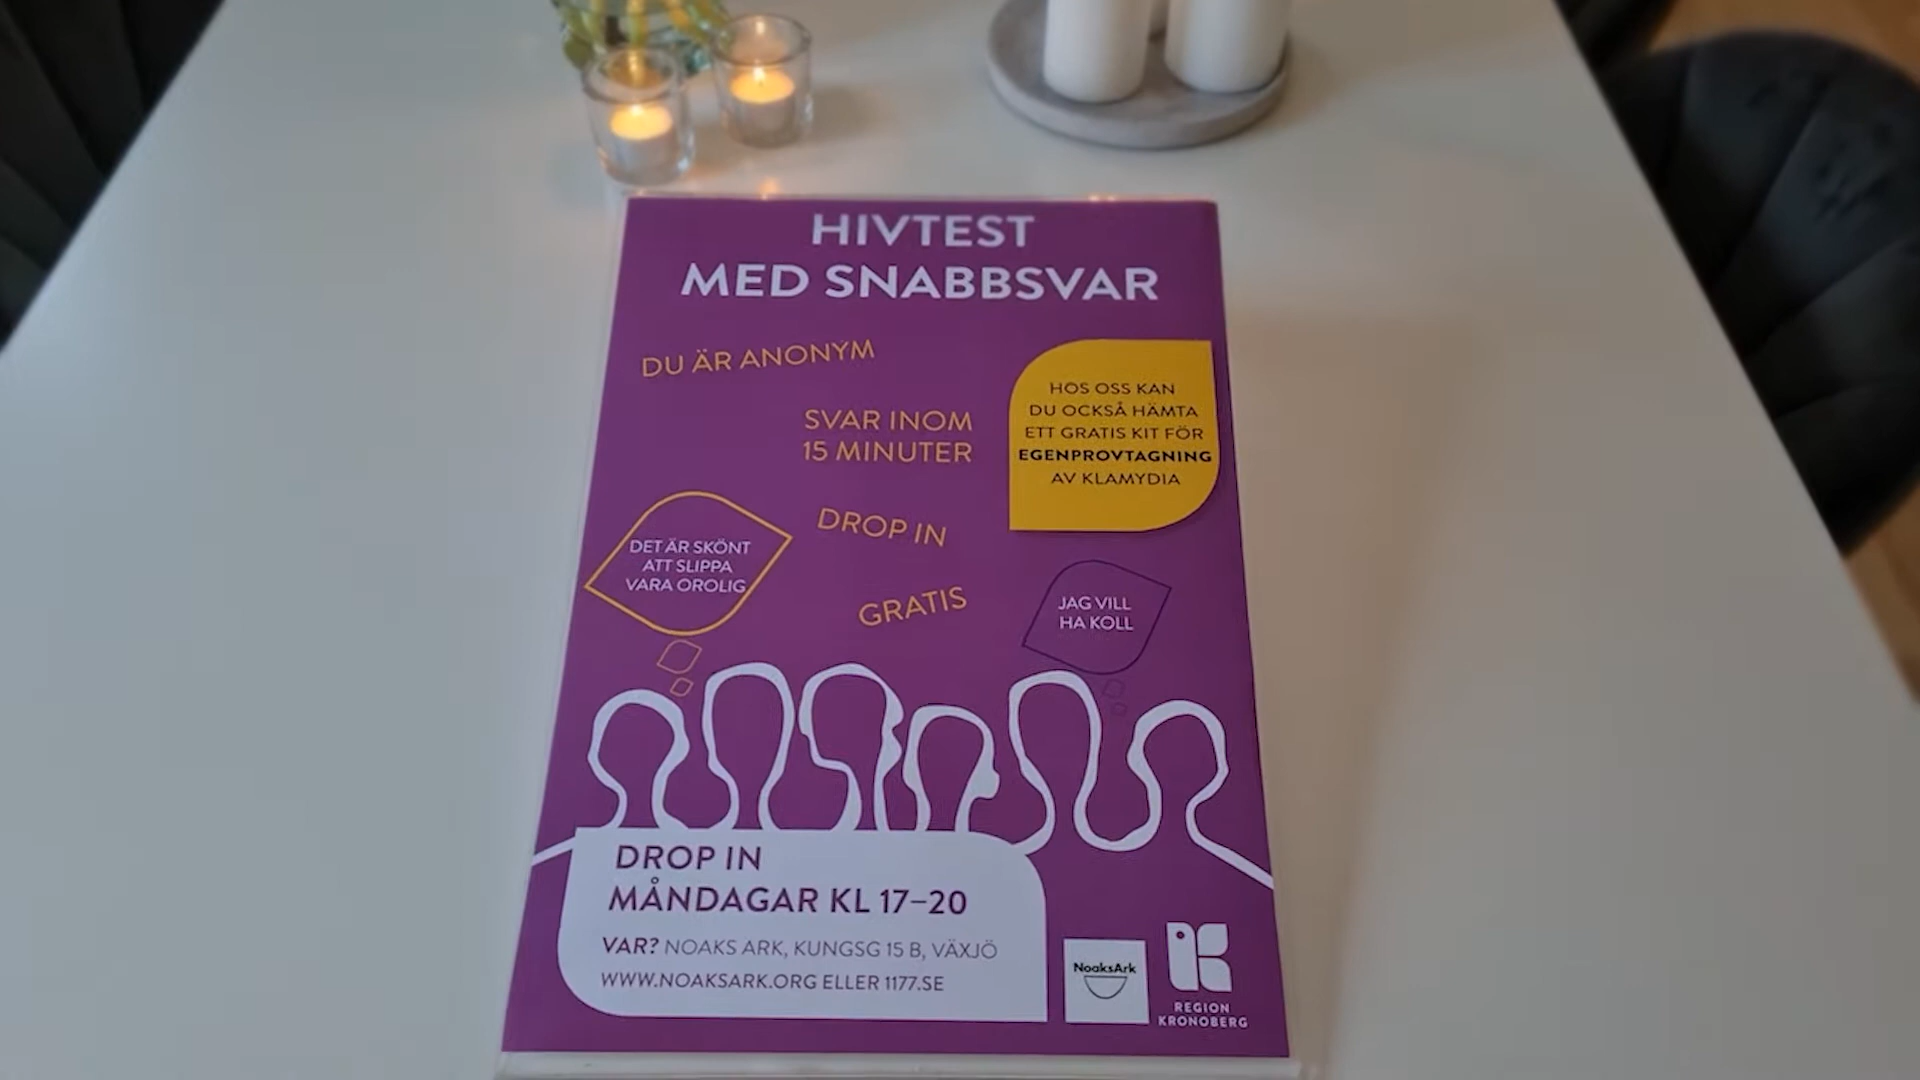 HIVTEST
MED SNABBSVAR
DU ÄR ANONYM
SVAR INOM
15 MINUTER
HOS OSS KAN
DU OCKSÅ HÄMTA
ETT GRATIS KIT FÖR
EGENPROVTAGNING
AV KLAMYDIA
DROP IN
DET ÄR SKÖNT
ATT SLIPPA
VARA OROLIG
GRATIS
JAG VILL
HA KOLL
DROP IN
MÅNDAGAR KL 17–20
VAR? NOAKS ARK, KUNGSG 15 B, VÄXJÖ
WWW.NOAKSARK.ORG ELLER 1177.SE
NoaksArk
REGION
KRONOBERG